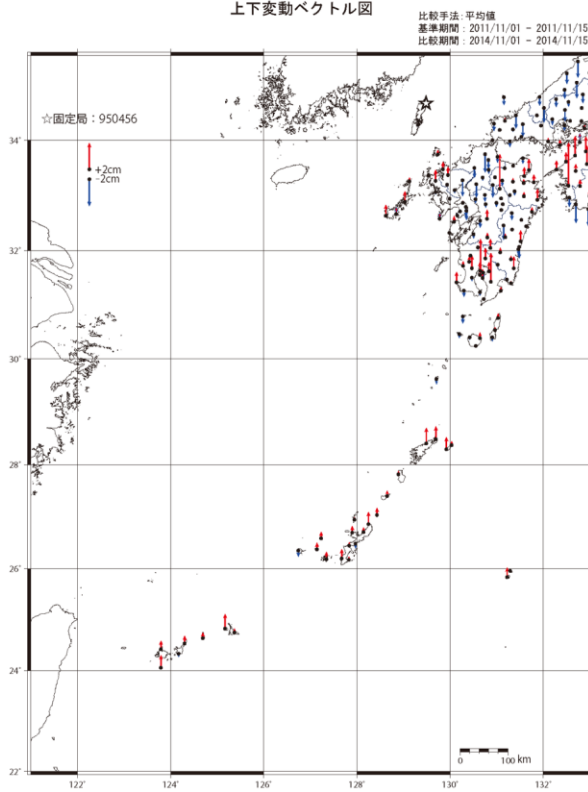 上下変動ベクトル図
比較手法：平均値
基準期間：2011/11/01 - 2011/11/15
比較期間：2014/11/01 - 2014/11/15
☆固定局：950456
+2cm
-2cm
34°
32°
30°
28°
26°
24°
22°
0 100 km
122° 124° 126° 128° 130° 132°